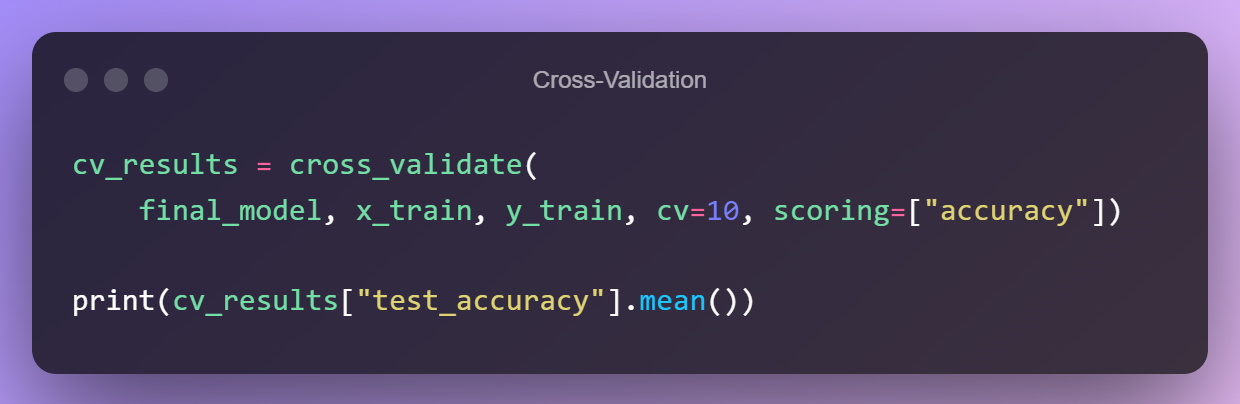 Cross-Validation
cv_results = cross_validate(
    final_model, x_train, y_train, cv=10, scoring=["accuracy"])
print(cv_results["test_accuracy"].mean())